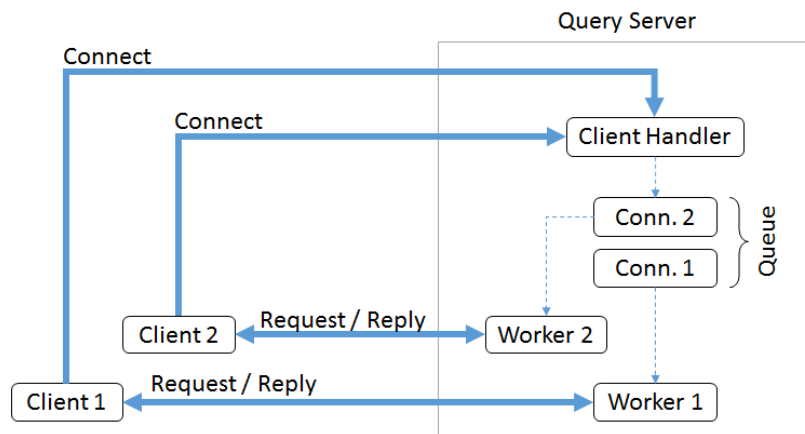 Query Server
Connect
Connect
Client Handler
Conn. 2
Queue
Conn. 1
Request / Reply
Client 2
Worker 2
Request / Reply
Client 1
Worker 1